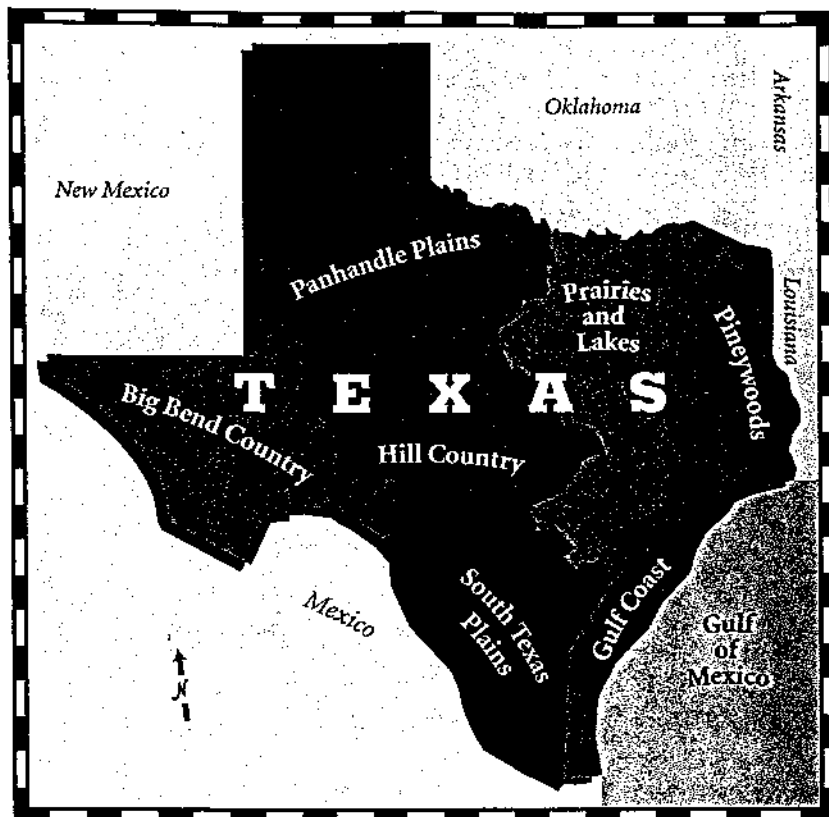 Oklahoma
Arkansas
New Mexico
Panhandle Plains
Prairies
and
Lakes
Louisiana
Pineywoods
TEXAS
Big Bend Country
Hill Country
Mexico
South Texas
Plains
Gulf Coast
Gulf
of
Mexico
N